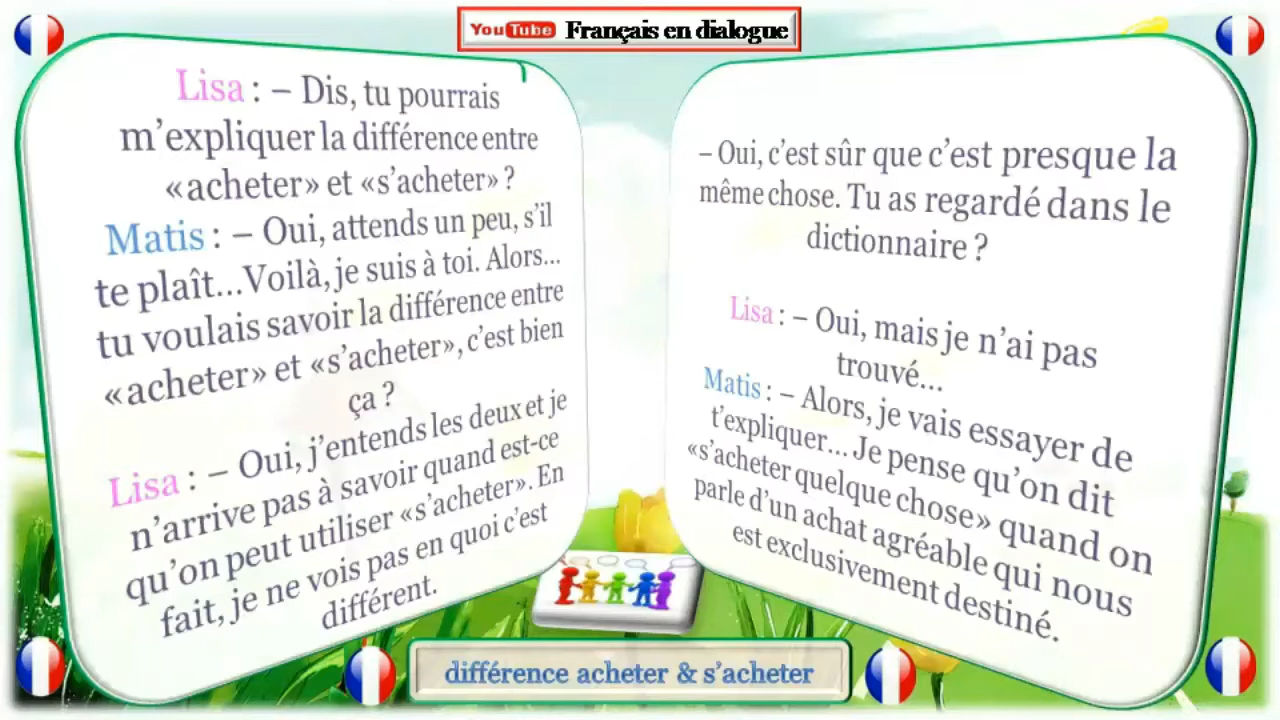 YouTube Français en dialogue
Lisa : – Dis, tu pourrais
m’expliquer la différence entre
«acheter» et «s’acheter» ?
Matis : – Oui, attends un peu, s’il
te plaît…Voilà, je suis à toi. Alors…
tu voulais savoir la différence entre
«acheter» et «s’acheter», c’est bien
ça ?
Lisa : – Oui, j’entends les deux et je
n’arrive pas à savoir quand est-ce
qu’on peut utiliser «s’acheter». En
fait, je ne vois pas en quoi c’est
différent.
– Oui, c’est sûr que c’est presque la
même chose. Tu as regardé dans le
dictionnaire ?
Lisa : – Oui, mais je n’ai pas
trouvé…
Matis : – Alors, je vais essayer de
t’expliquer… Je pense qu’on dit
«s’acheter quelque chose» quand on
parle d’un achat agréable qui nous
est exclusivement destiné.
différence acheter & s’acheter